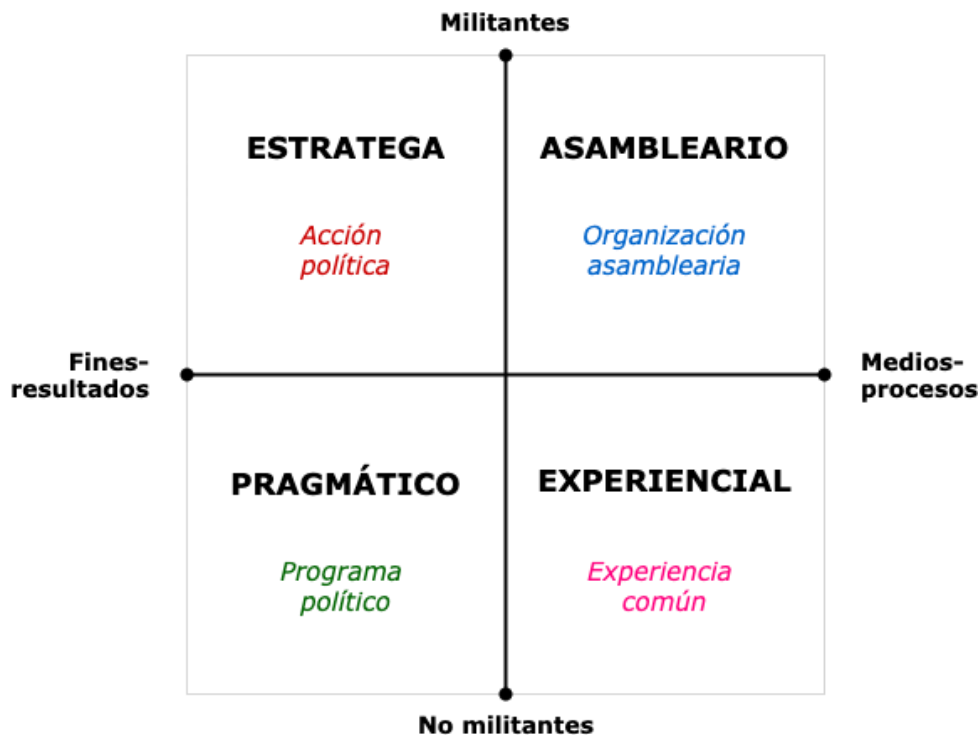 Militantes
ESTRATEGA
ASAMBLEARIO
Acción
política
Organización
asamblearia
Fines-
resultados
Medios-
procesos
PRAGMÁTICO
EXPERIENCIAL
Programa
político
Experiencia
común
No militantes